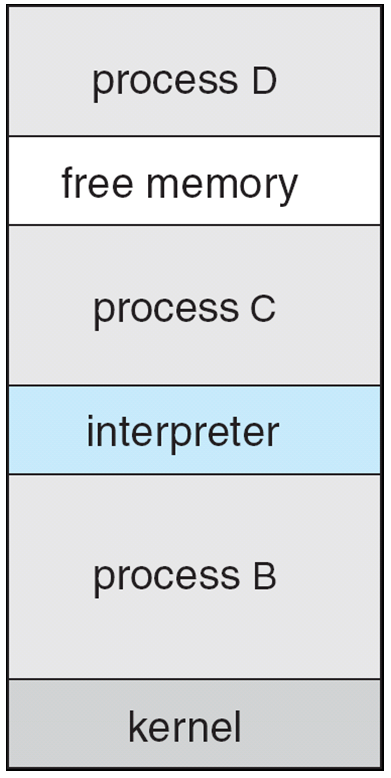 process D
free memory
process C
interpreter
process B
kernel